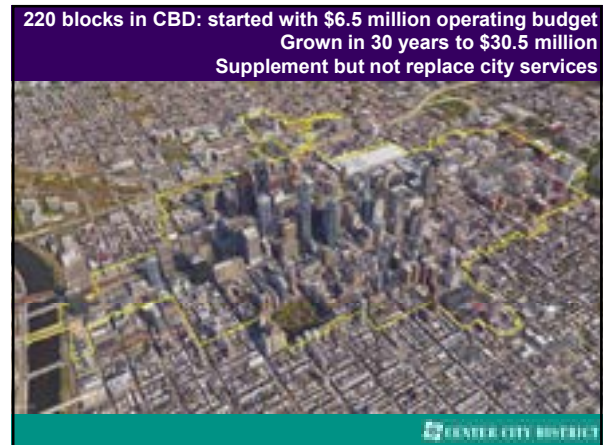 220 blocks in CBD: started with $6.5 million operating budget
Grown in 30 years to $30.5 million
Supplement but not replace city services
CENTER CITY DISTRICT